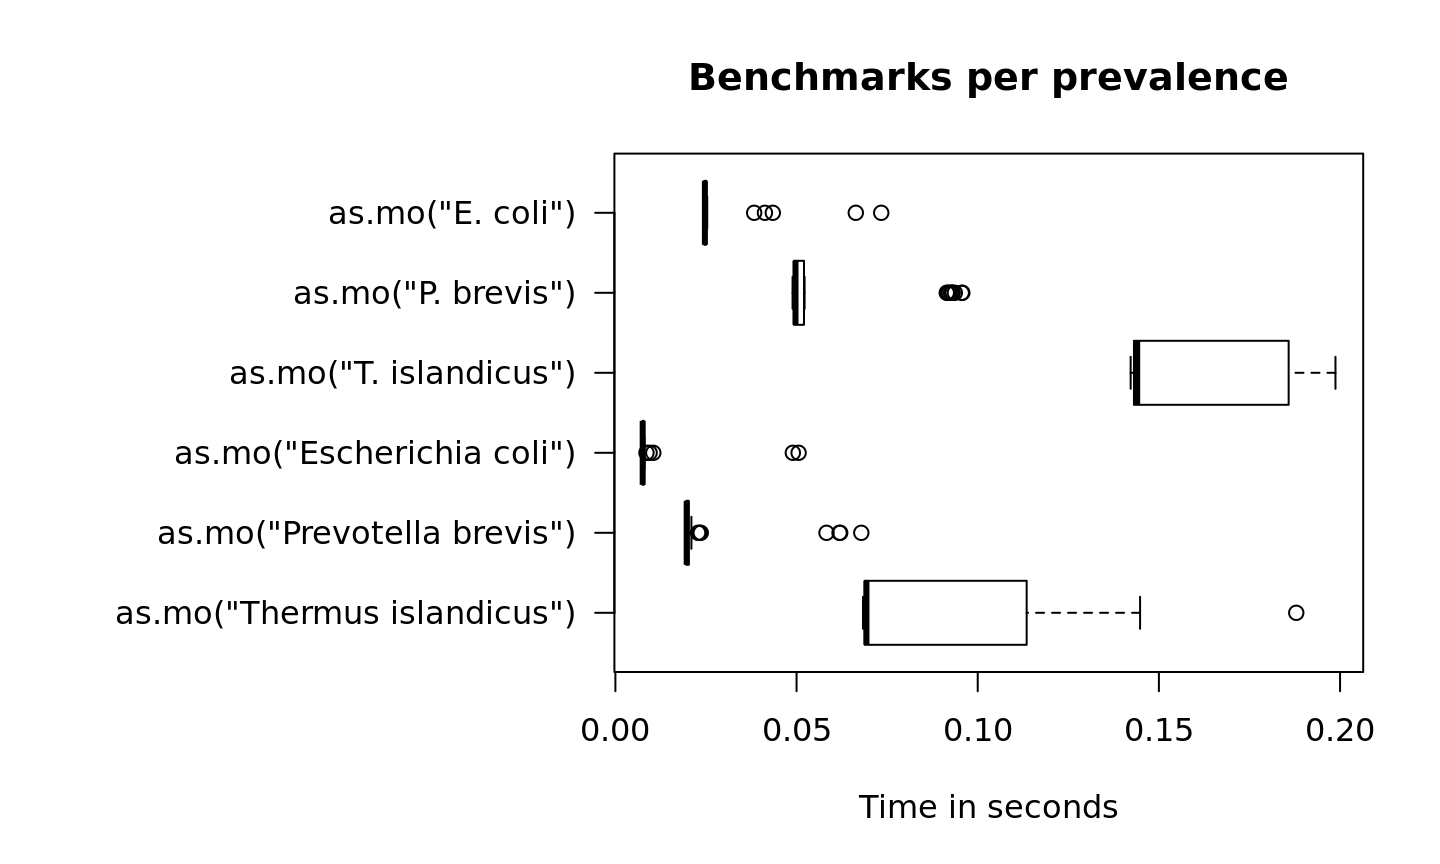 Benchmarks per prevalence
as.mo("E. coli")
as.mo("P. brevis")
as.mo("T. islandicus")
as.mo("Escherichia coli")
as.mo("Prevotella brevis")
as.mo("Thermus islandicus")
0.00 0.05 0.10 0.15 0.20
Time in seconds